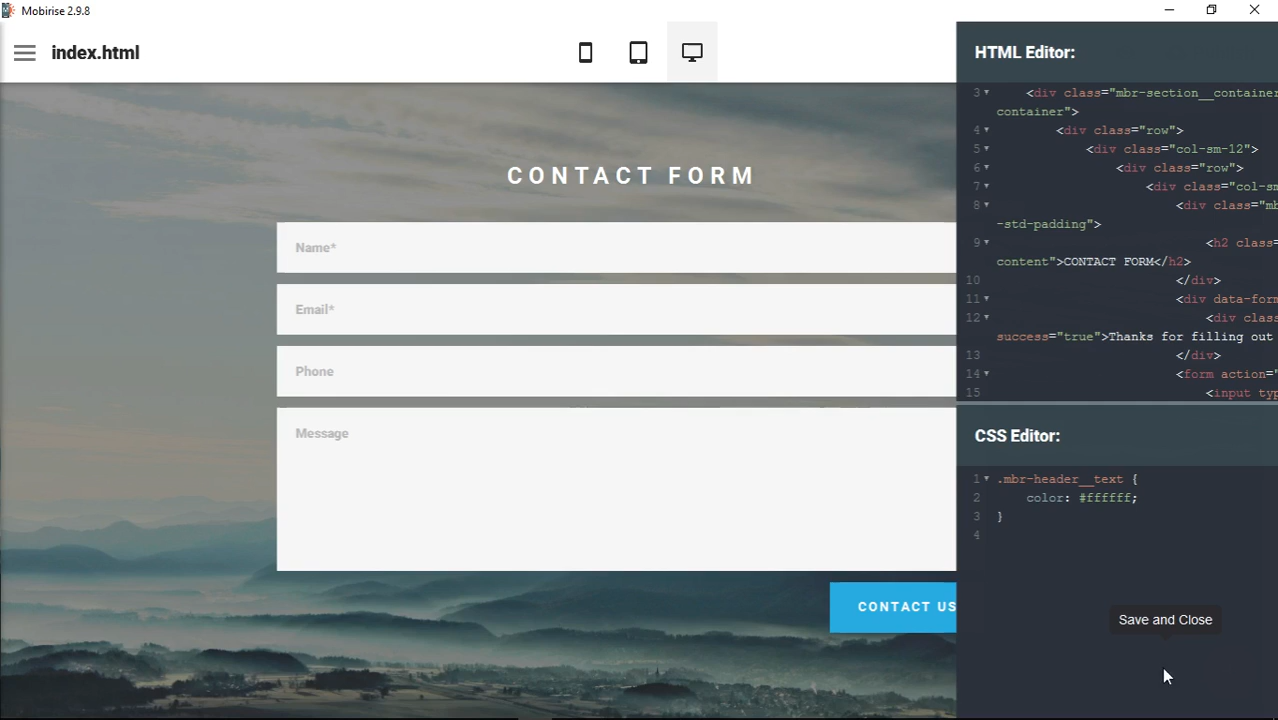 Mobirise 2.9.8
index.html
CONTACT FORM
Name*
Email*
Phone
Message
CONTACT US
HTML Editor:
3 <div class="mbr-section__container
container">
4 <div class="row">
5 <div class="col-sm-12">
6 <div class="row">
7 <div class="col-sm
8 <div class="mb
-std-padding">
9 <h2 class=
content">CONTACT FORM</h2>
10 </div>
11 <div data-form
12 <div clas
success="true">Thanks for filling out
13 </div>
14 <form action="
15 <input typ
CSS Editor:
1 .mbr-header__text {
2 color: #ffffff;
3 }
4
Save and Close